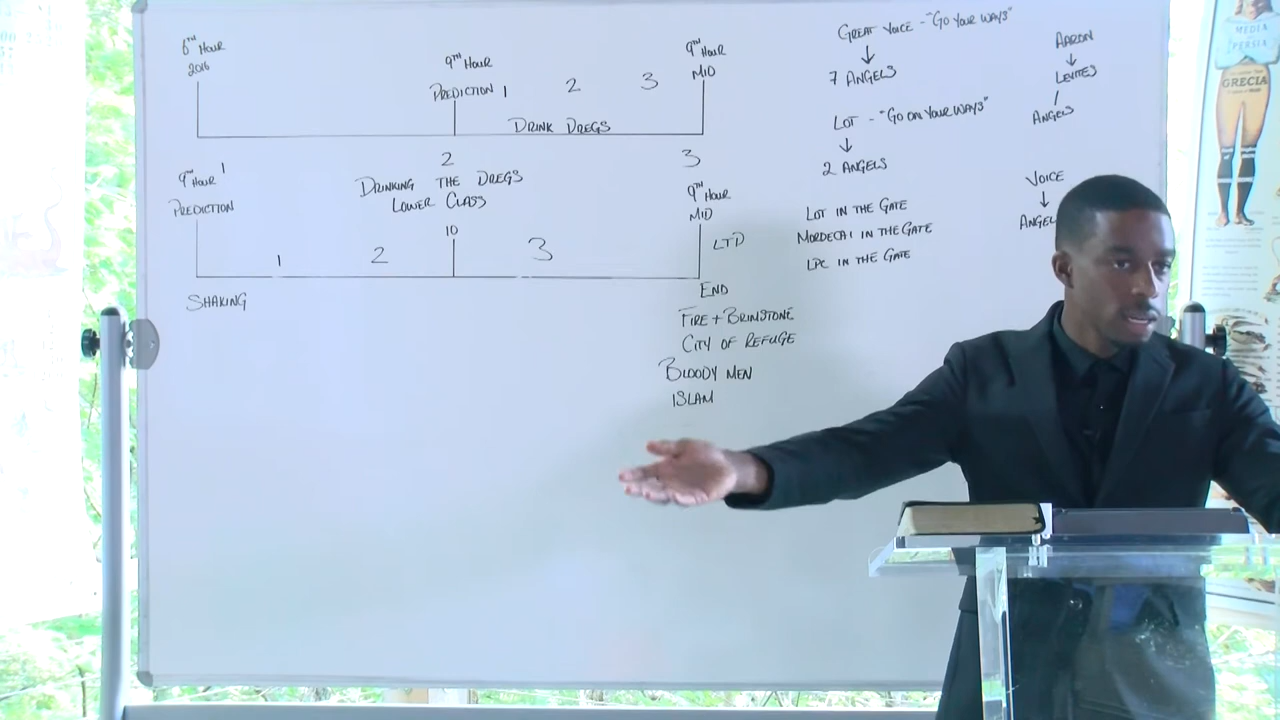 6TH HOUR
2016
9TH HOUR
PREDICTION 1 2 3
9TH HOUR
MID
DRINK DREGS
9TH HOUR 1
PREDICTION
2
DRINKING THE DREGS
LOWER CLASS
10
3
9TH HOUR
MID
LTD
1 2 3
SHAKING
END
FIRE + BRIMSTONE
CITY OF REFUGE
BLOODY MEN
ISLAM
GREAT VOICE - "GO YOUR WAYS"
7 ANGELS
LOT - "GO ON YOUR WAYS"
2 ANGELS
LOT IN THE GATE
MORDECAI IN THE GATE
LPC IN THE GATE
AARON
LEVITES
ANGELS
VOICE
ANGEL
MEDIA
PERSIA
GRECIA